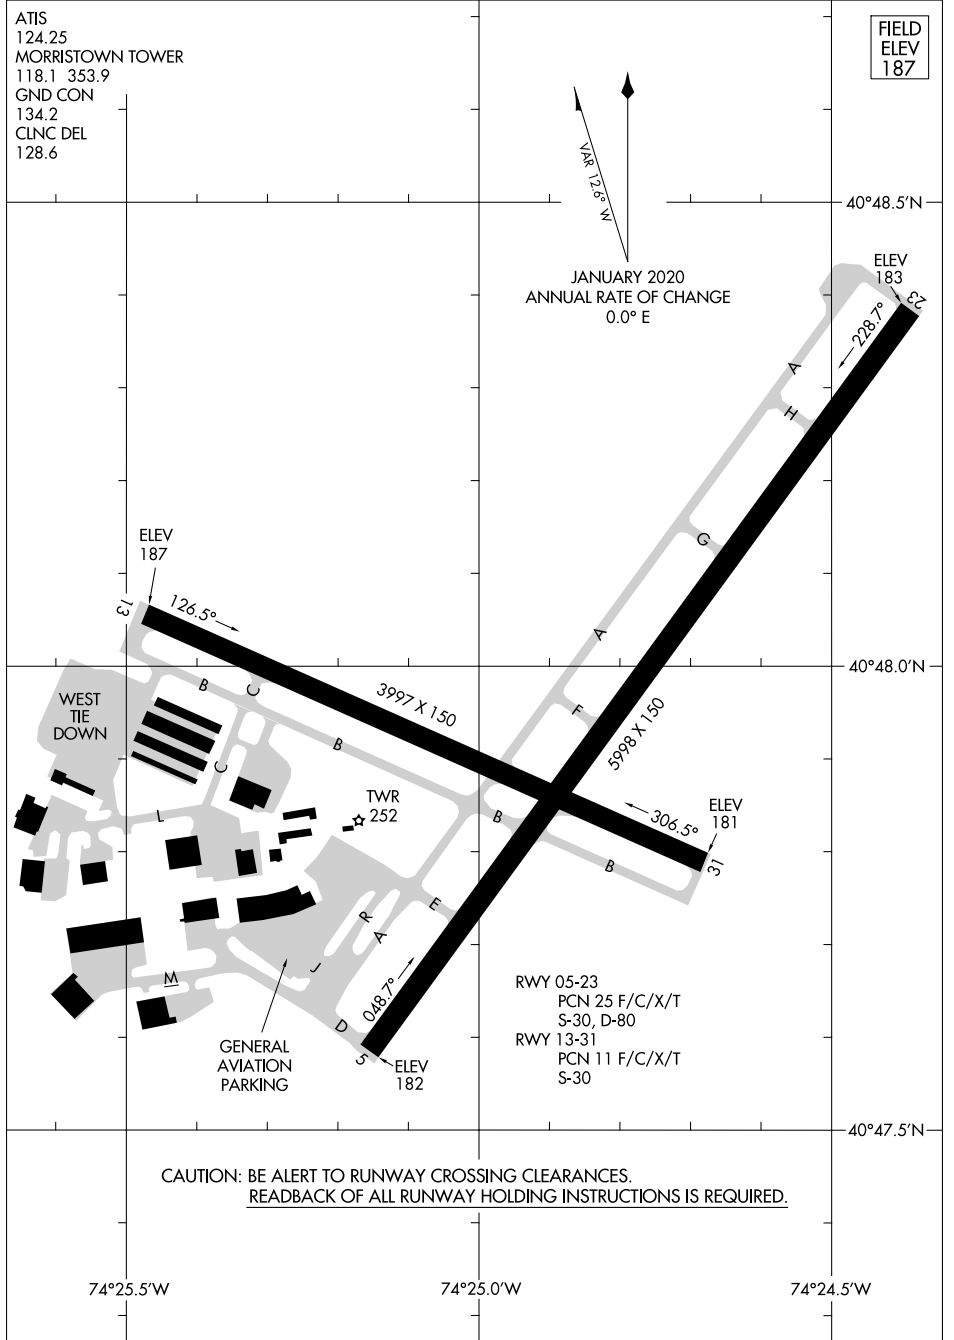 ATIS
124.25
MORRISTOWN TOWER
118.1 353.9
GND CON
134.2
CLNC DEL
128.6
FIELD
ELEV
187
VAR 12.6° W
JANUARY 2020
ANNUAL RATE OF CHANGE
0.0° E
40°48.5'N
ELEV
183
23
228.7°
A
H
G
ELEV
187
13
126.5°
A
40°48.0'N
B
C
3997 X 150
WEST
TIE
DOWN
F
5998 X 150
B
C
TWR
252
L
B
306.5°
ELEV
181
31
B
E
R
A
J
M
048.7°
D
5
ELEV
182
GENERAL
AVIATION
PARKING
RWY 05-23
PCN 25 F/C/X/T
S-30, D-80
RWY 13-31
PCN 11 F/C/X/T
S-30
40°47.5'N
CAUTION: BE ALERT TO RUNWAY CROSSING CLEARANCES.
READBACK OF ALL RUNWAY HOLDING INSTRUCTIONS IS REQUIRED.
74°25.5'W
74°25.0'W
74°24.5'W